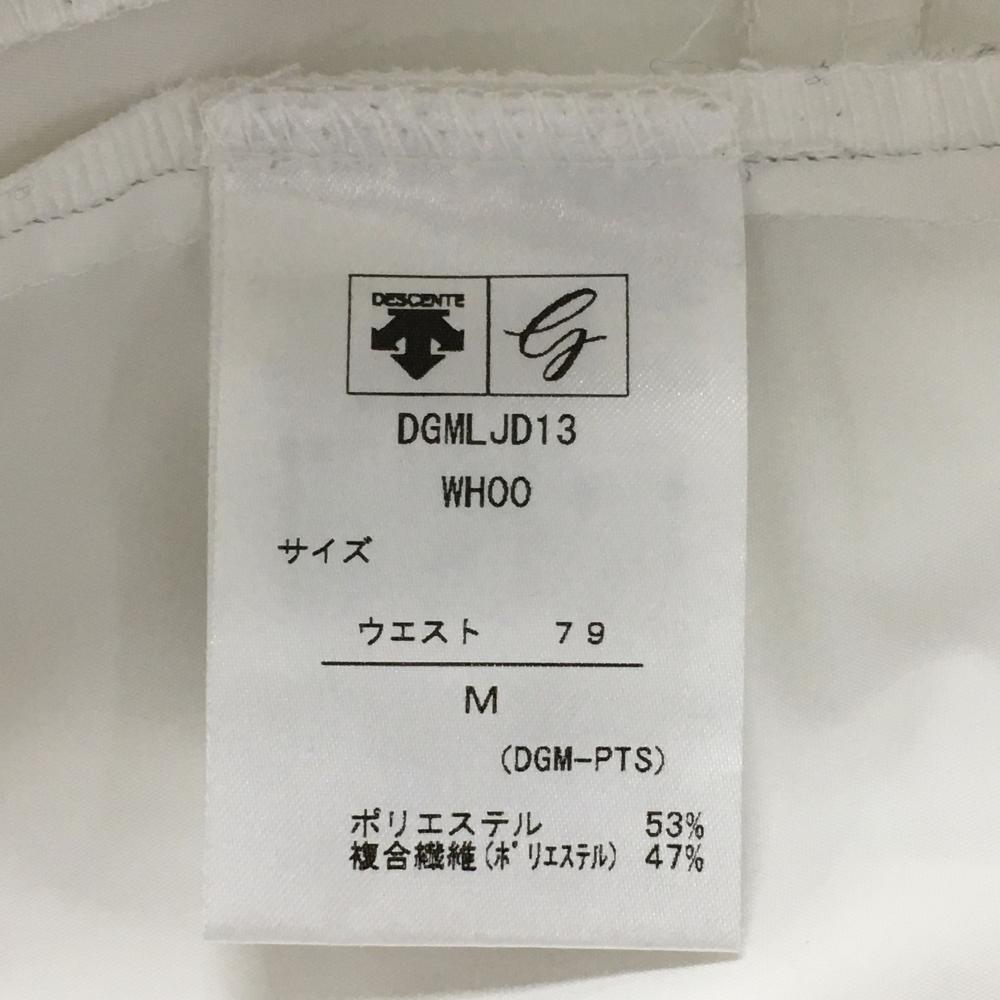 DESCENTE
G
DGMLJD13
WH00
サイズ
ウエスト 79
M
(DGM-PTS)
ポリエステル 53%
複合繊維(ポリエステル) 47%